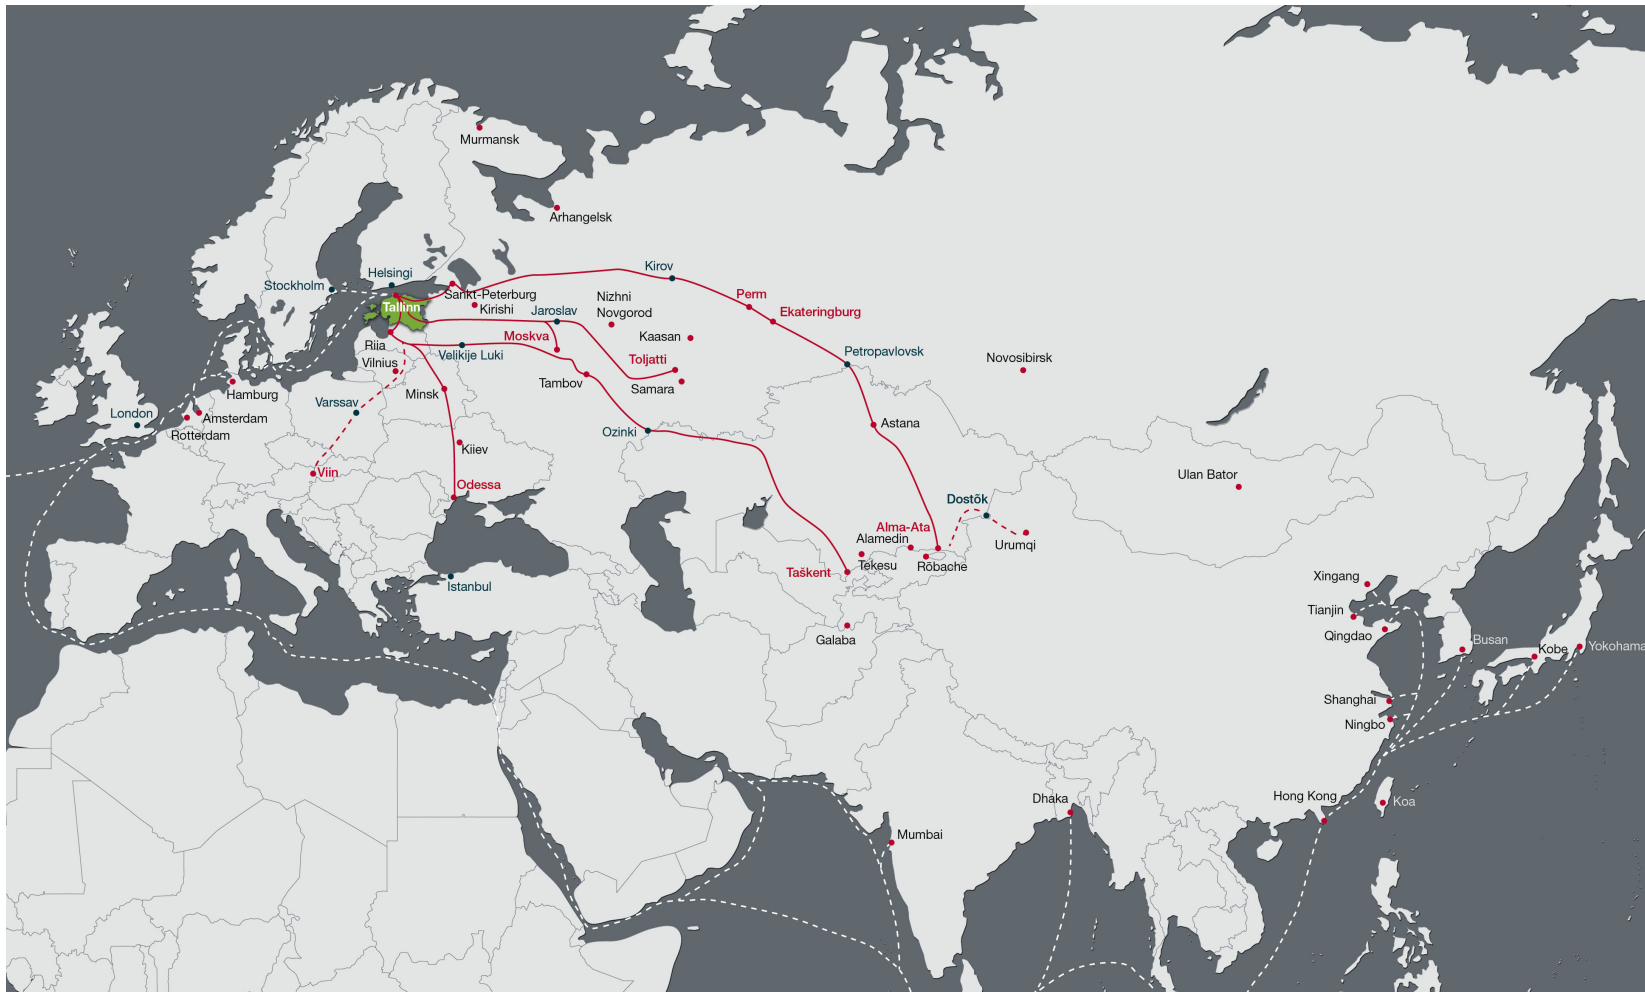 Murmansk
Arhangelsk
Kirov
Helsingi
Stockholm
Sankt-Peterburg
Kirishi
Tallinn
Perm
Nizhni
Novgorod
Ekateringburg
Jaroslav
Moskva
Kaasan
Riia
Velikije Luki
Toljatti
Petropavlovsk
Novosibirsk
Vilnius
Tambov
Samara
Minsk
Hamburg
Varssav
London
Amsterdam
Rotterdam
Ozinki
Astana
Kiiev
Viin
Odessa
Ulan Bator
Dostõk
Alma-Ata
Alamedin
Urumqi
Tekesu
Rõbache
Taškent
Istanbul
Xingang
Tianjin
Galaba
Qingdao
Busan
Kobe
Yokohama
Shanghai
Ningbo
Dhaka
Hong Kong
Koa
Mumbai